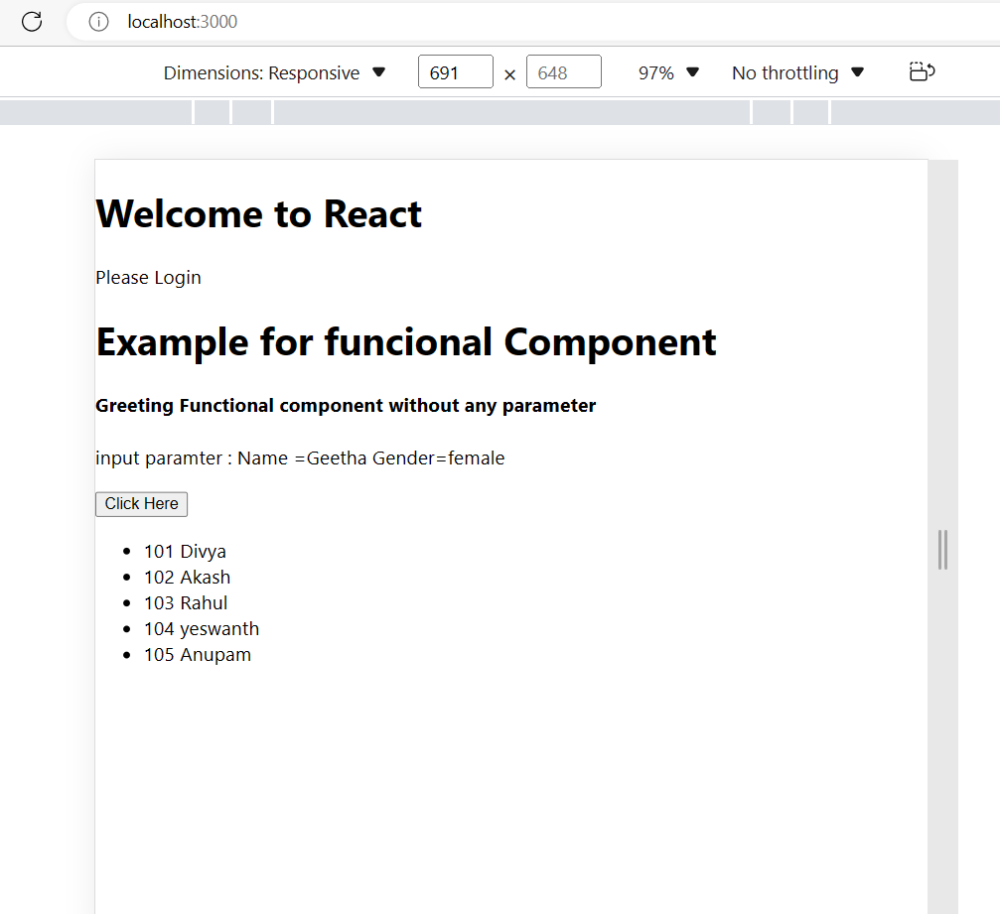 localhost:3000
Dimensions: Responsive 691 × 648 97% No throttling
Welcome to React
Please Login
Example for funcional Component
Greeting Functional component without any parameter
input paramter : Name =Geetha Gender=female
Click Here
• 101 Divya
• 102 Akash
• 103 Rahul
• 104 yeswanth
• 105 Anupam